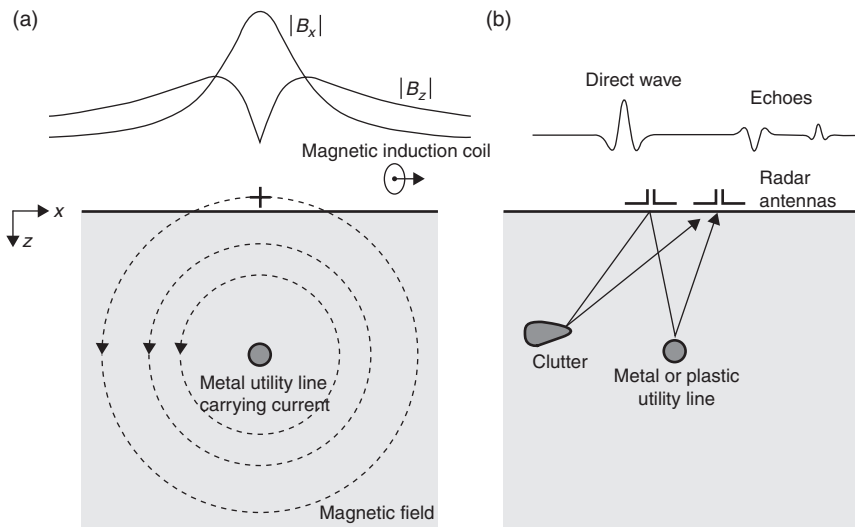 (a)
|Bx|
|Bz|
Magnetic induction coil
x
z
Metal utility line
carrying current
Magnetic field
(b)
Direct wave
Echoes
Radar
antennas
Clutter
Metal or plastic
utility line